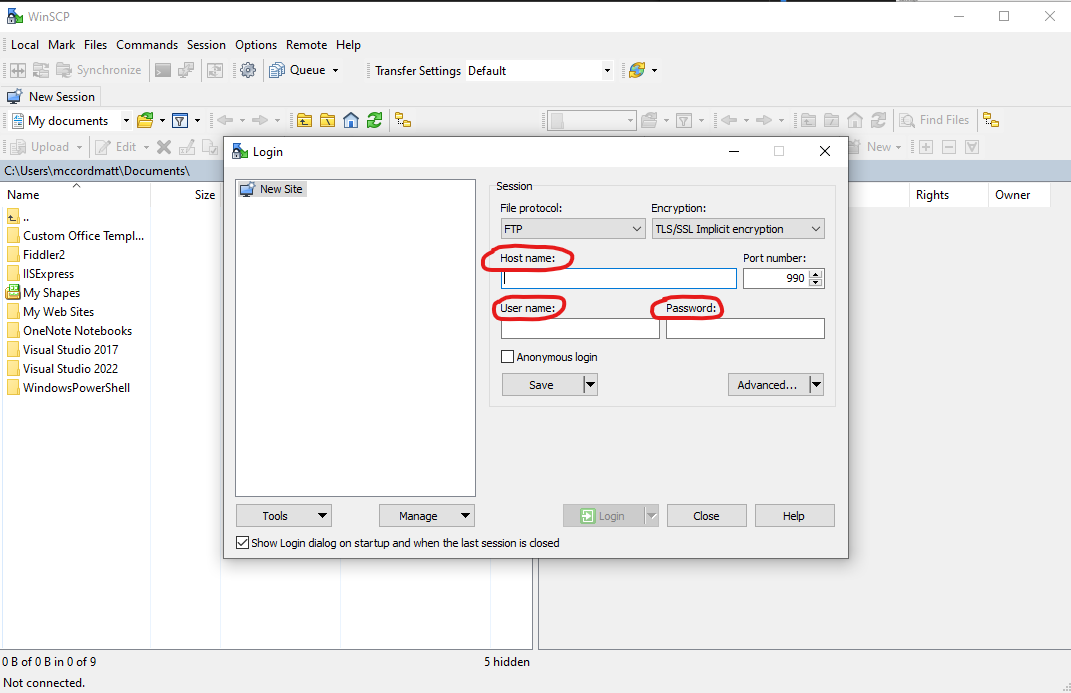 WinSCP
Local Mark Files Commands Session Options Remote Help
Synchronize Queue Transfer Settings Default
New Session
My documents Find Files
Upload Edit New
C:\Users\mccordmatt\Documents\
Name Size Rights Owner
..
Custom Office Templ...
Fiddler2
IISExpress
My Shapes
My Web Sites
OneNote Notebooks
Visual Studio 2017
Visual Studio 2022
WindowsPowerShell
Login
New Site
Session
File protocol: Encryption:
FTP TLS/SSL Implicit encryption
Host name: Port number:
990
User name: Password:
Anonymous login
Save Advanced...
Tools Manage Login Close Help
Show Login dialog on startup and when the last session is closed
0 B of 0 B in 0 of 9 5 hidden
Not connected.